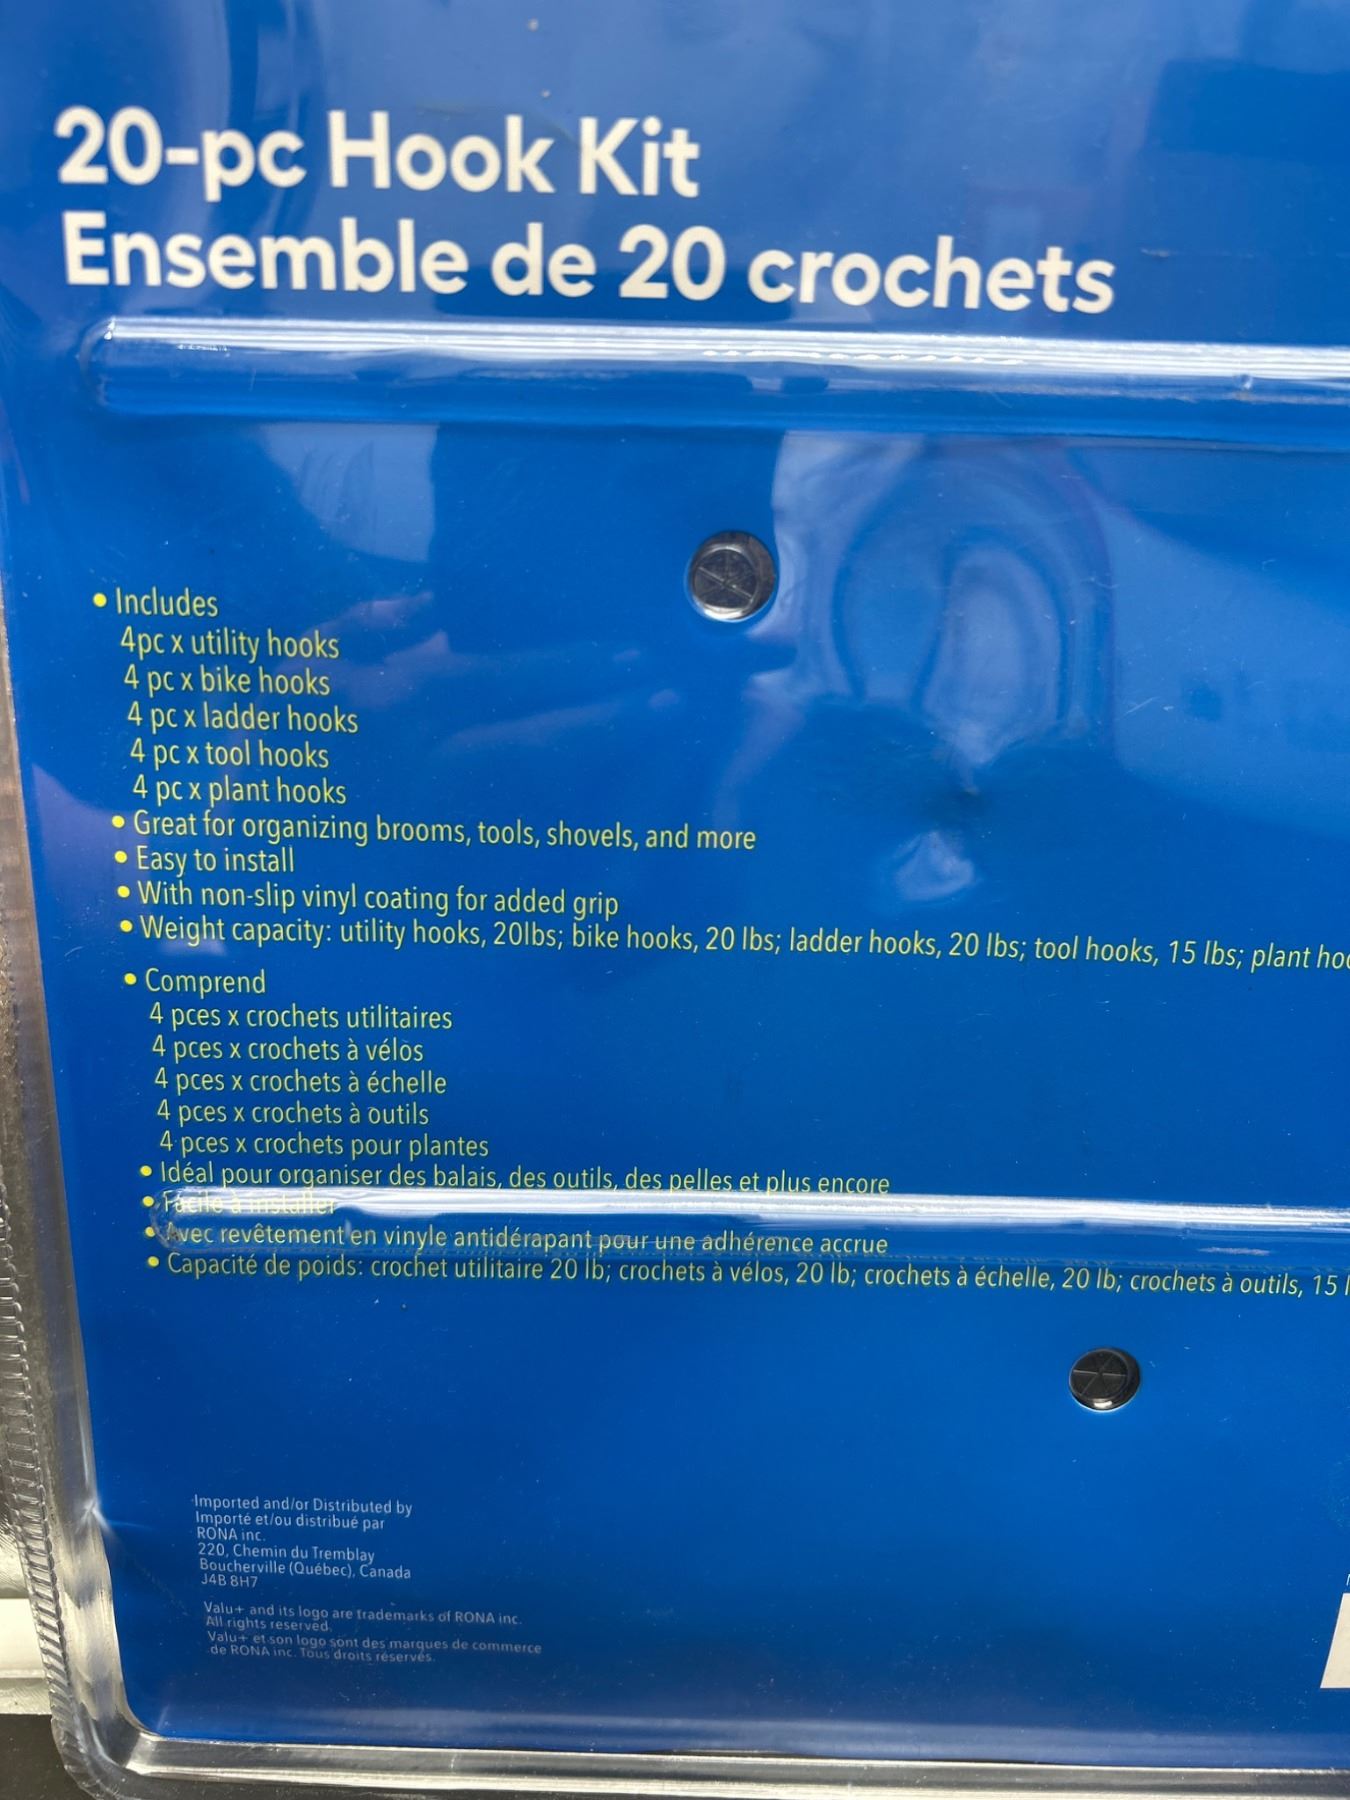 20-pc Hook Kit
Ensemble de 20 crochets
• Includes
4pc x utility hooks
4 pc x bike hooks
4 pc x ladder hooks
4 pc x tool hooks
4 pc x plant hooks
• Great for organizing brooms, tools, shovels, and more
• Easy to install
• With non-slip vinyl coating for added grip
• Weight capacity: utility hooks, 20lbs; bike hooks, 20 lbs; ladder hooks, 20 lbs; tool hooks, 15 lbs; plant
• Comprend
4 pces x crochets utilitaires
4 pces x crochets à vélos
4 pces x crochets à échelle
4 pces x crochets à outils
4 pces x crochets pour plantes
• Idéal pour organiser des balais, des outils, des pelles et plus encore
• Facile à installer
• Avec revêtement en vinyle antidérapant pour une adhérence accrue
• Capacité de poids: crochet utilitaire 20 lb; crochets à vélos, 20 lb; crochets à échelle, 20 lb; crochets à outils, 15
Imported and/or Distributed by
Importé et/ou distribué par
RONA inc.
220, Chemin du Tremblay
Boucherville (Québec), Canada
J4B 8H7
Valu+ and its logo are trademarks of RONA inc.
All rights reserved.
Valu+ et son logo sont des marques de commerce
de RONA inc. Tous droits réservés.